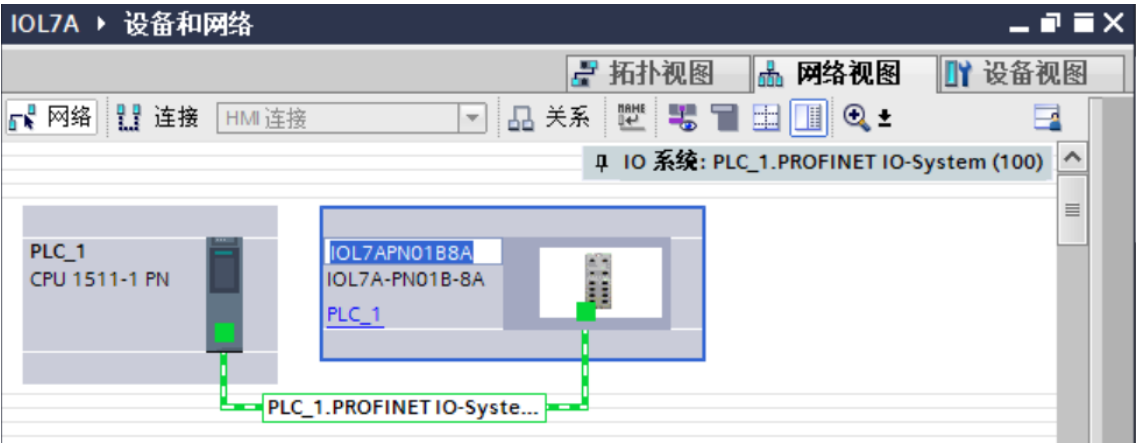 IOL7A ▸ 设备和网络
拓扑视图 网络视图 设备视图
网络 连接 HMI 连接 关系
IO 系统: PLC_1.PROFINET IO-System (100)
PLC_1
CPU 1511-1 PN
IOL7APN01B8A
IOL7A-PN01B-8A
PLC_1
PLC_1.PROFINET IO-Syste...